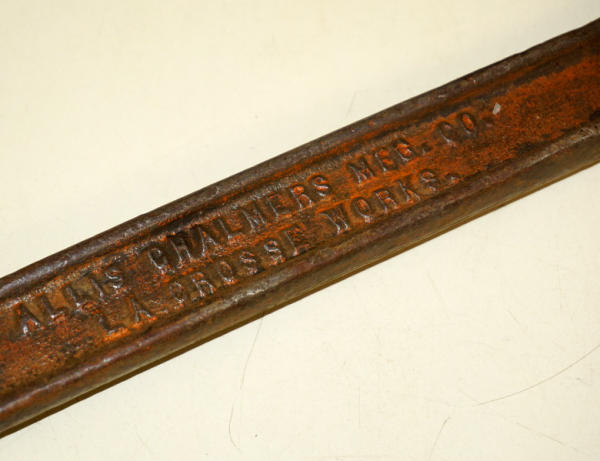 ALLIS CHALMERS MFG. CO.
LA CROSSE WORKS.